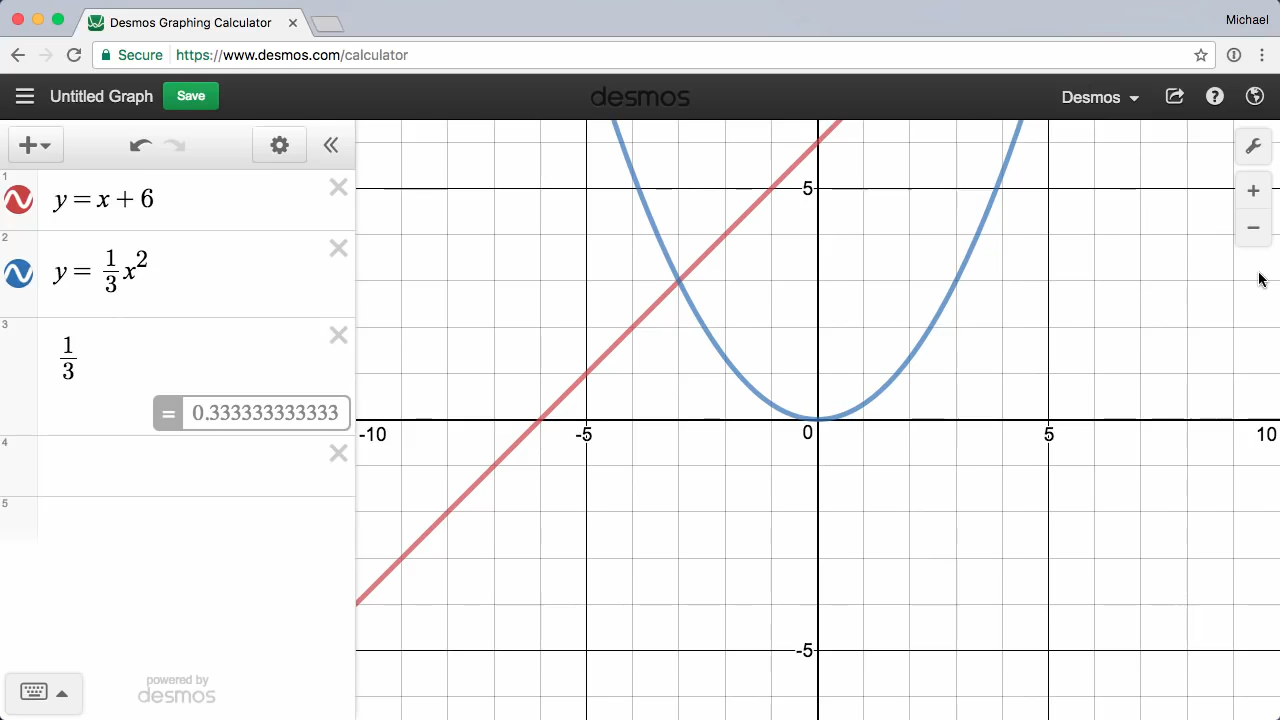 Desmos Graphing Calculator
Michael
Secure https://www.desmos.com/calculator
Untitled Graph Save desmos Desmos
1
y = x + 6
2
y = \frac{1}{3}x^2
3
\frac{1}{3}
= 0.333333333333
4
5
powered by
desmos
5
-10 -5 0 5 10
-5